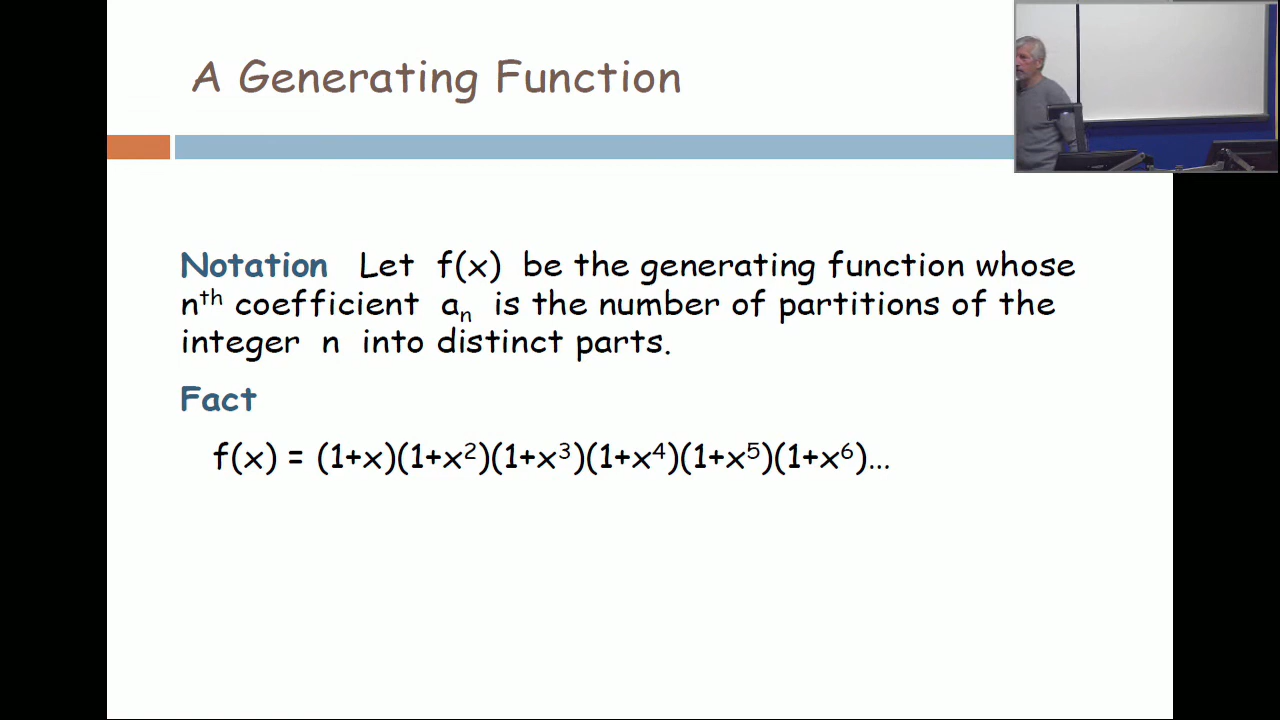 A Generating Function
Notation Let f(x) be the generating function whose
nᵗʰ coefficient aₙ is the number of partitions of the
integer n into distinct parts.
Fact
f(x) = (1+x)(1+x²)(1+x³)(1+x⁴)(1+x⁵)(1+x⁶)...